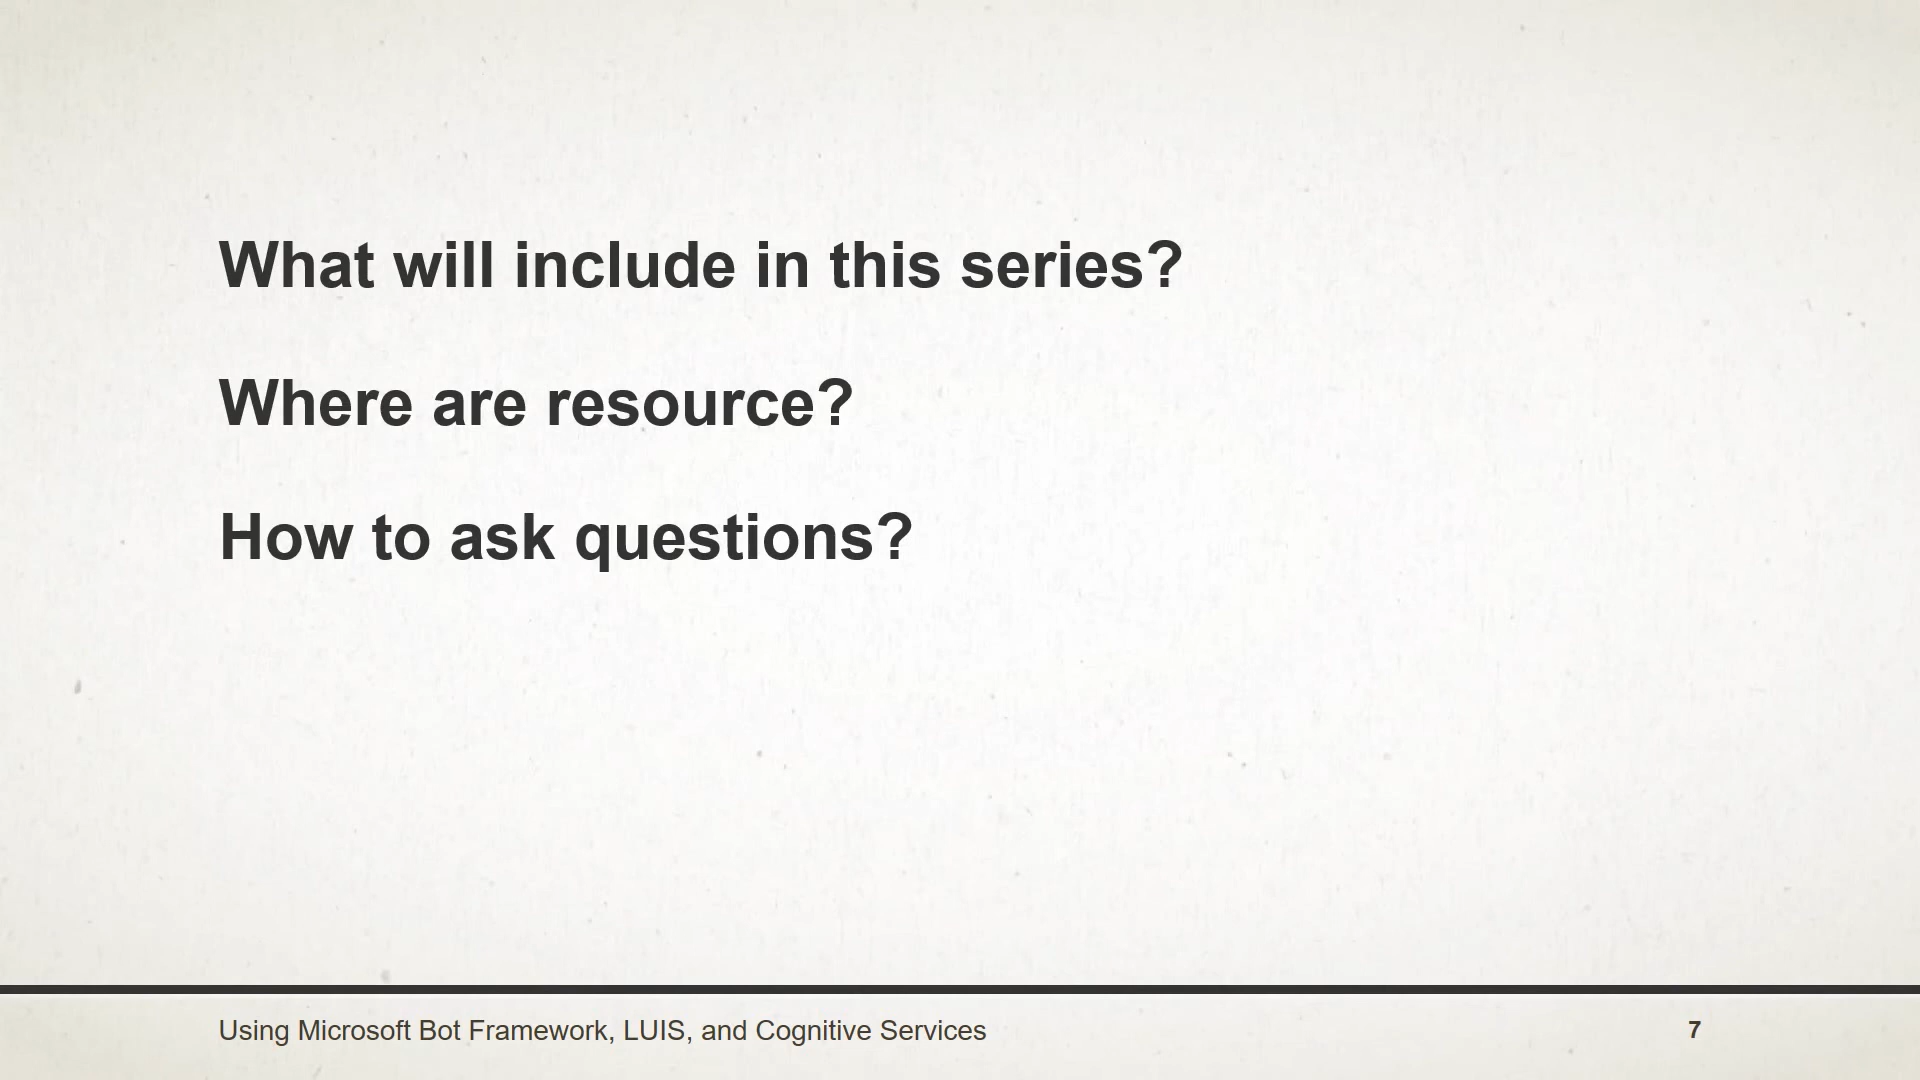 What will include in this series?
Where are resource?
How to ask questions?
Using Microsoft Bot Framework, LUIS, and Cognitive Services
7